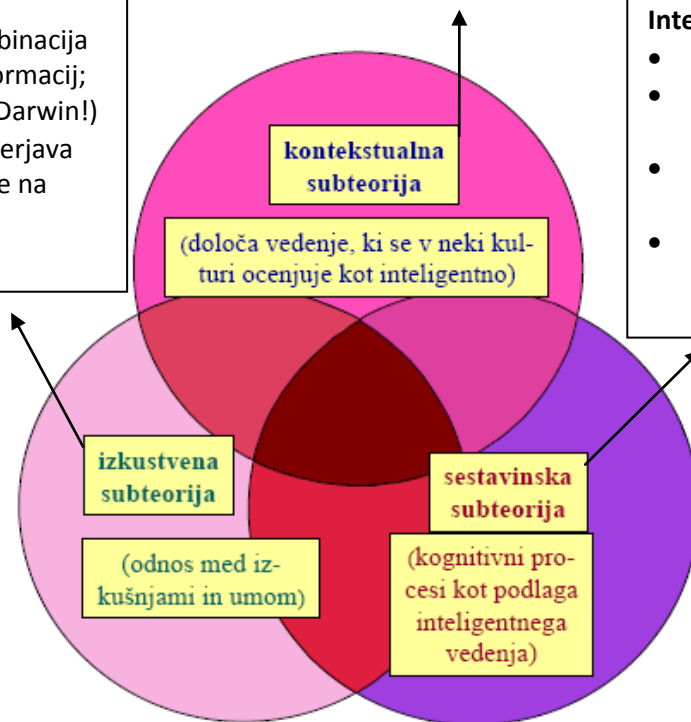 binacija
ormacij;
Darwin!)
erjava
e na
Inte
•
•
•
•
kontekstualna
subteorija
(določa vedenje, ki se v neki kul-
turi ocenjuje kot inteligentno)
izkustvena
subteorija
(odnos med iz-
kušnjami in umom)
sestavinska
subteorija
(kognitivni pro-
cesi kot podlaga
inteligentnega
vedenja)